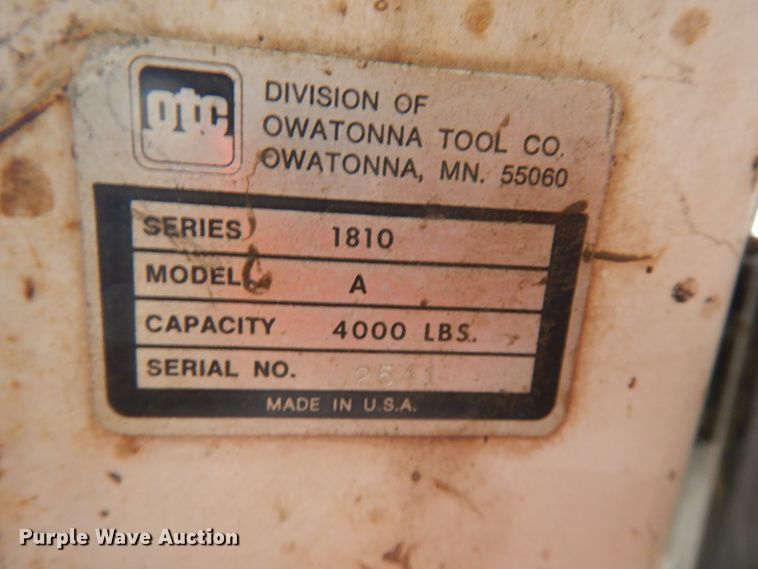 otc
DIVISION OF
OWATONNA TOOL CO.
OWATONNA, MN. 55060
SERIES 1810
MODEL A
CAPACITY 4000 LBS.
SERIAL NO. 2541
MADE IN U.S.A.
Purple Wave Auction